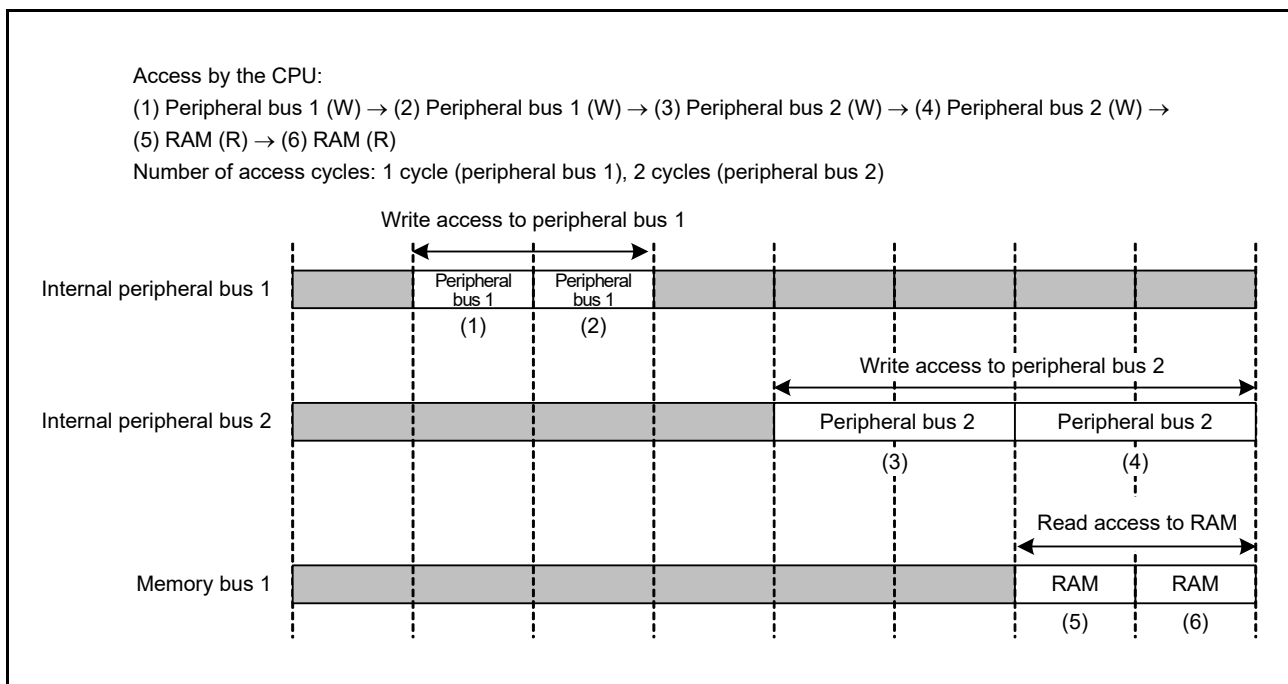 Access by the CPU:
(1) Peripheral bus 1 (W) → (2) Peripheral bus 1 (W) → (3) Peripheral bus 2 (W) → (4) Peripheral bus 2 (W) →
(5) RAM (R) → (6) RAM (R)
Number of access cycles: 1 cycle (peripheral bus 1), 2 cycles (peripheral bus 2)
Write access to peripheral bus 1
Internal peripheral bus 1
Peripheral
bus 1
Peripheral
bus 1
(1)
(2)
Write access to peripheral bus 2
Internal peripheral bus 2
Peripheral bus 2
Peripheral bus 2
(3)
(4)
Read access to RAM
Memory bus 1
RAM
RAM
(5)
(6)